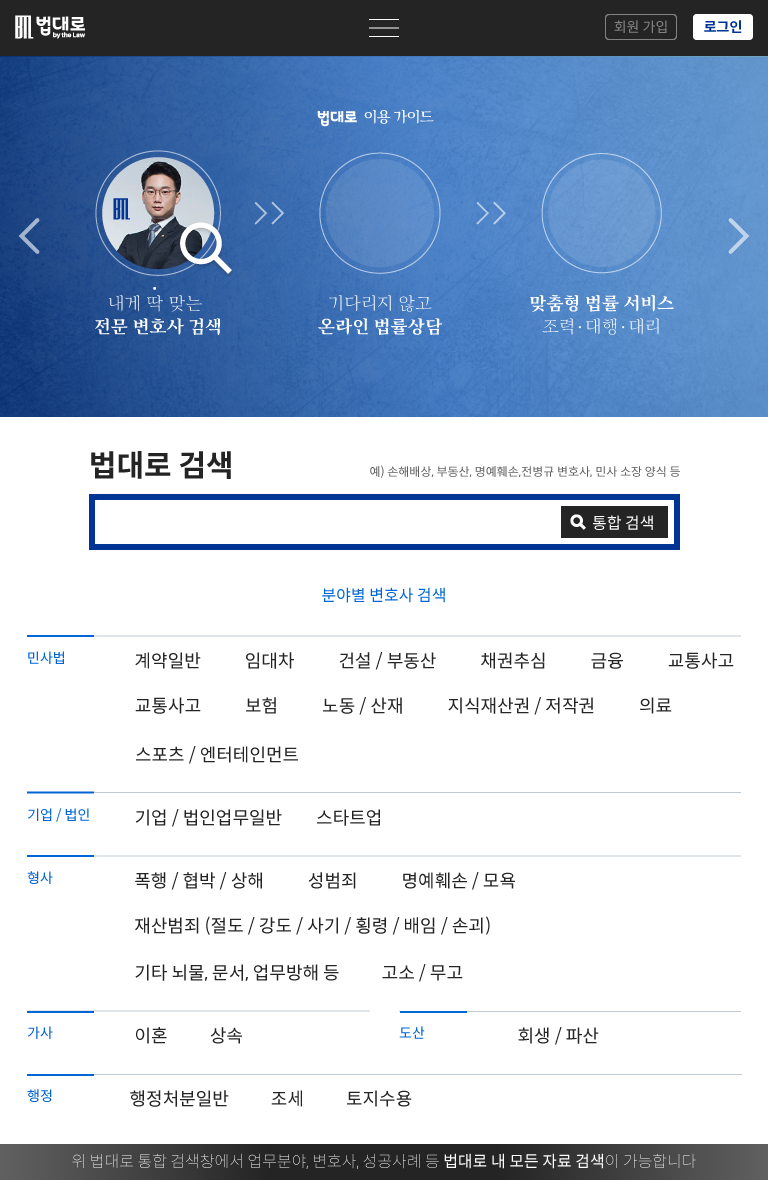 법대로
by the Law
회원 가입
로그인
법대로 이용 가이드
내게 딱 맞는
전문 변호사 검색
기다리지 않고
온라인 법률상담
맞춤형 법률 서비스
조력·대행·대리
법대로 검색
예) 손해배상, 부동산, 명예훼손,전병규 변호사, 민사 소장 양식 등
통합 검색
분야별 변호사 검색
민사법 계약일반 임대차 건설 / 부동산 채권추심 금융 교통사고
교통사고 보험 노동 / 산재 지식재산권 / 저작권 의료
스포츠 / 엔터테인먼트
기업 / 법인 기업 / 법인업무일반 스타트업
형사 폭행 / 협박 / 상해 성범죄 명예훼손 / 모욕
재산범죄 (절도 / 강도 / 사기 / 횡령 / 배임 / 손괴)
기타 뇌물, 문서, 업무방해 등 고소 / 무고
가사 이혼 상속 도산 회생 / 파산
행정 행정처분일반 조세 토지수용
위 법대로 통합 검색창에서 업무분야, 변호사, 성공사례 등 법대로 내 모든 자료 검색이 가능합니다